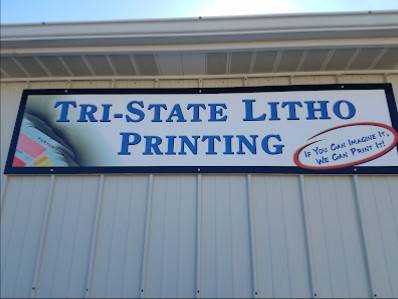 TRI-STATE LITHO
PRINTING
IF YOU CAN IMAGINE IT,
WE CAN PRINT IT!